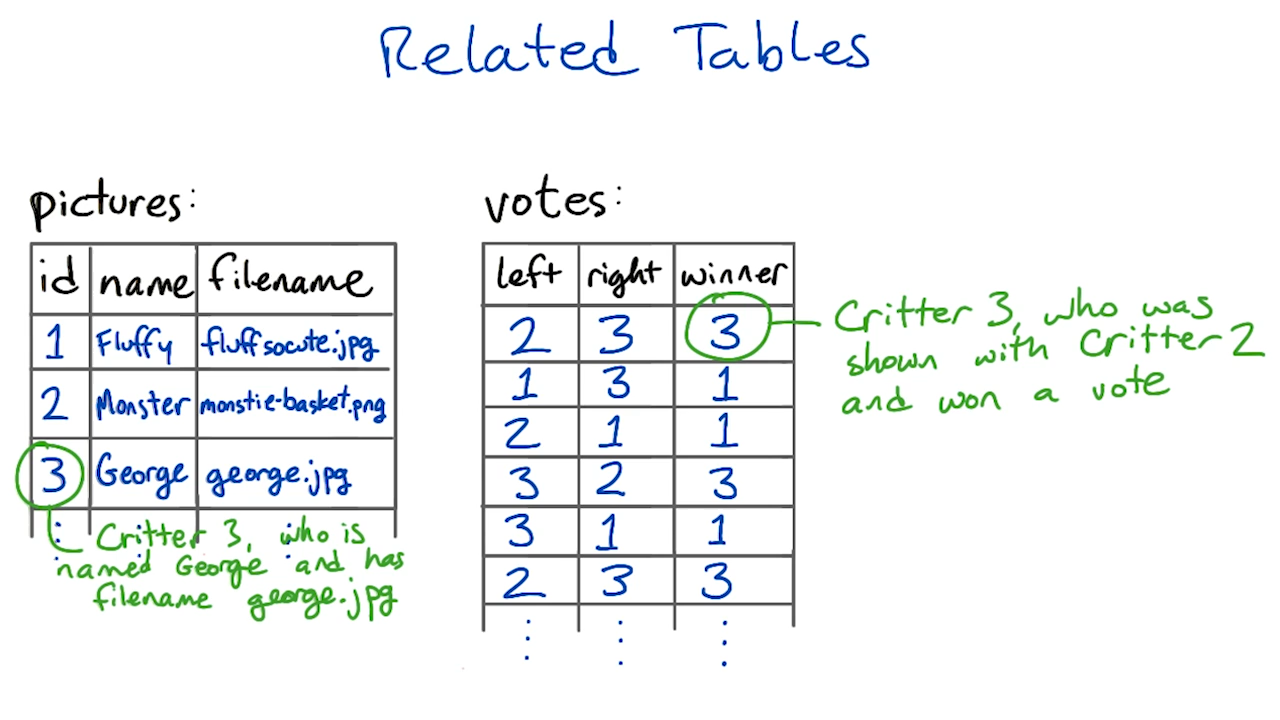 Related Tables
pictures:
id name filename
1 Fluffy fluffsocute.jpg
2 Monster monstie-basket.png
3 George george.jpg
Critter 3, who is
named George and has
filename george.jpg
votes:
left right winner
2 3 3
1 3 1
2 1 1
3 2 3
3 1 1
2 3 3
Critter 3, who was
shown with Critter 2
and won a vote